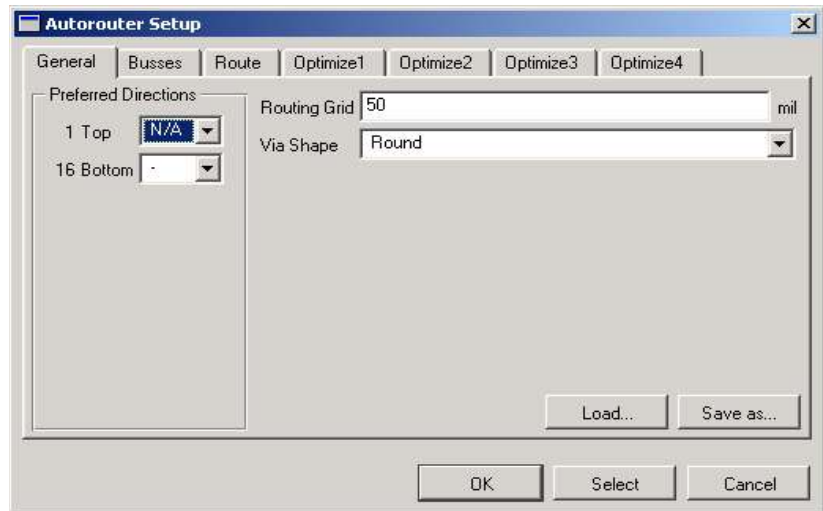 Autorouter Setup
General Busses Route Optimize1 Optimize2 Optimize3 Optimize4
Preferred Directions
1 Top N/A
16 Bottom -
Routing Grid 50 mil
Via Shape Round
Load... Save as...
OK Select Cancel